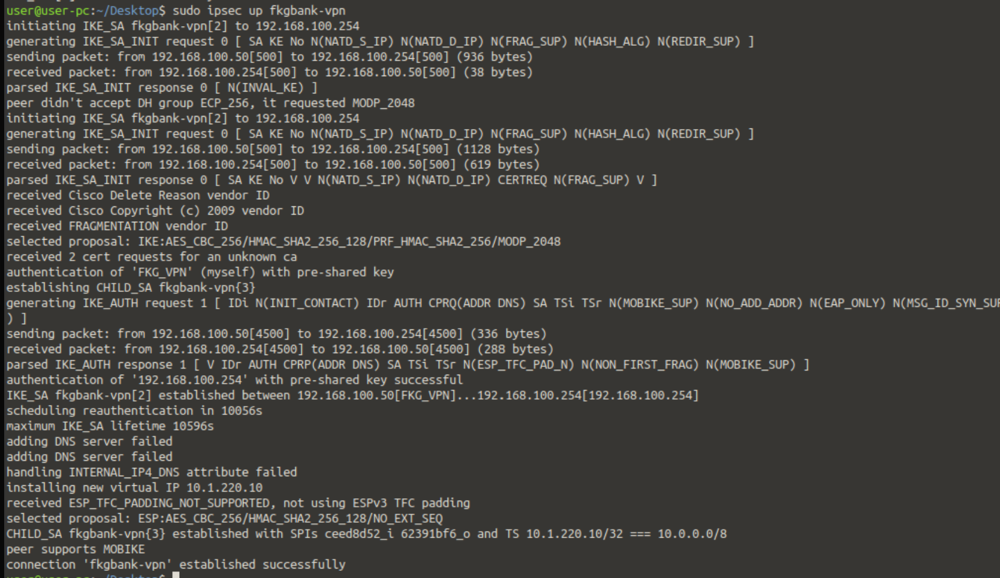 user@user-pc:~/Desktop$ sudo ipsec up fkgbank-vpn
initiating IKE_SA fkgbank-vpn[2] to 192.168.100.254
generating IKE_SA_INIT request 0 [ SA KE No N(NATD_S_IP) N(NATD_D_IP) N(FRAG_SUP) N(HASH_ALG) N(REDIR_SUP) ]
sending packet: from 192.168.100.50[500] to 192.168.100.254[500] (936 bytes)
received packet: from 192.168.100.254[500] to 192.168.100.50[500] (38 bytes)
parsed IKE_SA_INIT response 0 [ N(INVAL_KE) ]
peer didn't accept DH group ECP_256, it requested MODP_2048
initiating IKE_SA fkgbank-vpn[2] to 192.168.100.254
generating IKE_SA_INIT request 0 [ SA KE No N(NATD_S_IP) N(NATD_D_IP) N(FRAG_SUP) N(HASH_ALG) N(REDIR_SUP) ]
sending packet: from 192.168.100.50[500] to 192.168.100.254[500] (1128 bytes)
received packet: from 192.168.100.254[500] to 192.168.100.50[500] (619 bytes)
parsed IKE_SA_INIT response 0 [ SA KE No V V N(NATD_S_IP) N(NATD_D_IP) CERTREQ N(FRAG_SUP) V ]
received Cisco Delete Reason vendor ID
received Cisco Copyright (c) 2009 vendor ID
received FRAGMENTATION vendor ID
selected proposal: IKE:AES_CBC_256/HMAC_SHA2_256_128/PRF_HMAC_SHA2_256/MODP_2048
received 2 cert requests for an unknown ca
authentication of 'FKG_VPN' (myself) with pre-shared key
establishing CHILD_SA fkgbank-vpn{3}
generating IKE_AUTH request 1 [ IDi N(INIT_CONTACT) IDr AUTH CPRQ(ADDR DNS) SA TSi TSr N(MOBIKE_SUP) N(NO_ADD_ADDR) N(EAP_ONLY) N(MSG_ID_SYN_SUP
) ]
sending packet: from 192.168.100.50[4500] to 192.168.100.254[4500] (336 bytes)
received packet: from 192.168.100.254[4500] to 192.168.100.50[4500] (288 bytes)
parsed IKE_AUTH response 1 [ V IDr AUTH CPRP(ADDR DNS) SA TSi TSr N(ESP_TFC_PAD_N) N(NON_FIRST_FRAG) N(MOBIKE_SUP) ]
authentication of '192.168.100.254' with pre-shared key successful
IKE_SA fkgbank-vpn[2] established between 192.168.100.50[FKG_VPN]...192.168.100.254[192.168.100.254]
scheduling reauthentication in 10056s
maximum IKE_SA lifetime 10596s
adding DNS server failed
adding DNS server failed
handling INTERNAL_IP4_DNS attribute failed
installing new virtual IP 10.1.220.10
received ESP_TFC_PADDING_NOT_SUPPORTED, not using ESPv3 TFC padding
selected proposal: ESP:AES_CBC_256/HMAC_SHA2_256_128/NO_EXT_SEQ
CHILD_SA fkgbank-vpn{3} established with SPIs ceed8d52_i 62391bf6_o and TS 10.1.220.10/32 === 10.0.0.0/8
peer supports MOBIKE
connection 'fkgbank-vpn' established successfully